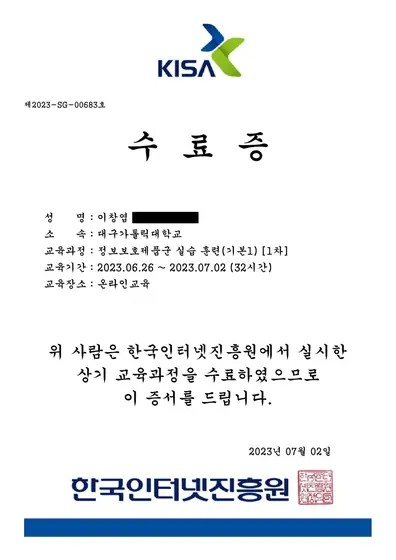 KISA
제2023-SG-00683호
수 료 증
성 명 : 이창엽
소 속 : 대구가톨릭대학교
교육과정 : 정보보호제품군 실습 훈련(기본1) [1차]
교육기간 : 2023.06.26 ~ 2023.07.02 (32시간)
교육장소 : 온라인교육
위 사람은 한국인터넷진흥원에서 실시한
상기 교육과정을 수료하였으므로
이 증서를 드립니다.
2023년 07월 02일
한국인터넷진흥원